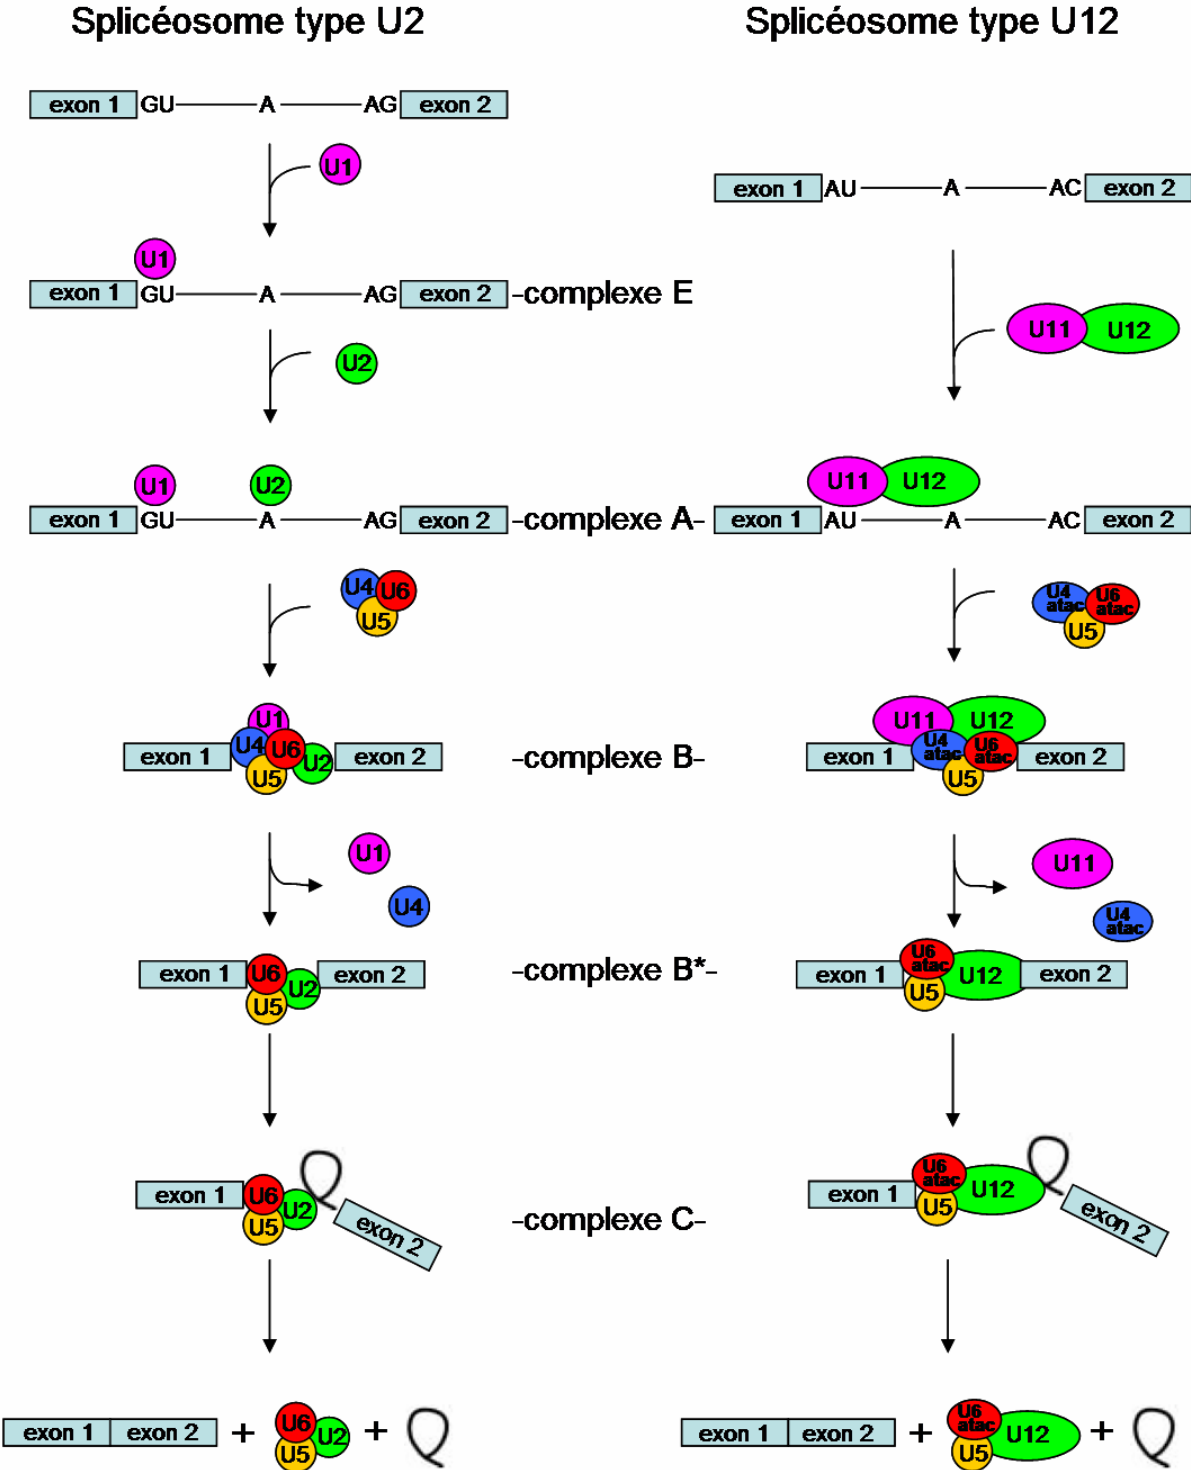 Splicéosome type U2
Splicéosome type U12
exon 1 GU A AG exon 2
U1
exon 1 AU A AC exon 2
U1
exon 1 GU A AG exon 2 -complexe E
U11 U12
U2
U1 U2
U11 U12
exon 1 GU A AG exon 2 -complexe A- exon 1 AU A AC exon 2
U4 U6
U5
U4 atac U6 atac
U5
U1
U11 U12
exon 1 U4 U6 U2 exon 2 -complexe B- exon 1 U4 atac U6 atac exon 2
U5
U5
U1
U11
U4
U4 atac
exon 1 U6 U2 exon 2 -complexe B*- exon 1 U6 atac U12 exon 2
U5
U5
exon 1 U6 U2 exon 2 -complexe C- exon 1 U6 atac U12 exon 2
U5
U5
exon 1 exon 2 + U6 U2 + exon 1 exon 2 + U6 atac U12 +
U5
U5